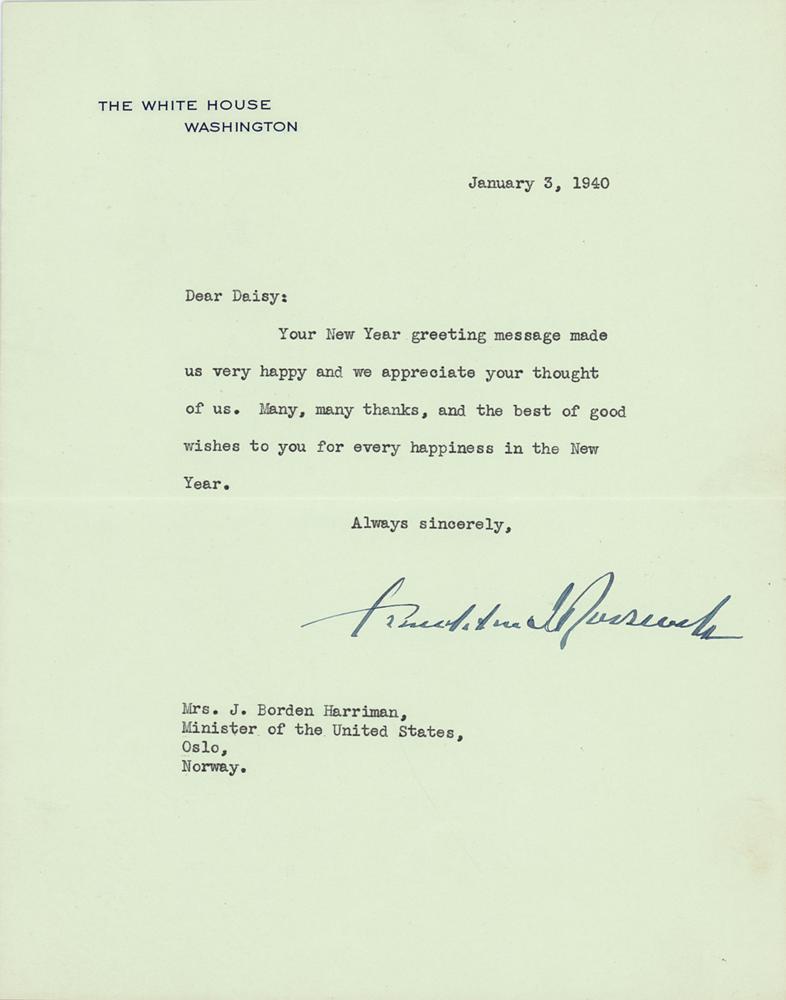 THE WHITE HOUSE
WASHINGTON
January 3, 1940
Dear Daisy:
Your New Year greeting message made
us very happy and we appreciate your thought
of us. Many, many thanks, and the best of good
wishes to you for every happiness in the New
Year.
Always sincerely,
Franklin D Roosevelt
Mrs. J. Borden Harriman,
Minister of the United States,
Oslo,
Norway.